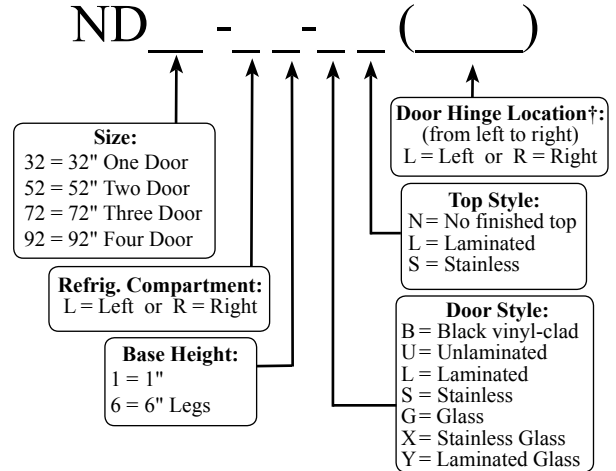 ND__ - _ _ - _ _ (____)
Size:
32 = 32" One Door
52 = 52" Two Door
72 = 72" Three Door
92 = 92" Four Door
Refrig. Compartment:
L = Left or R = Right
Base Height:
1 = 1"
6 = 6" Legs
Door Hinge Location†:
(from left to right)
L = Left or R = Right
Top Style:
N = No finished top
L = Laminated
S = Stainless
Door Style:
B = Black vinyl-clad
U = Unlaminated
L = Laminated
S = Stainless
G = Glass
X = Stainless Glass
Y = Laminated Glass